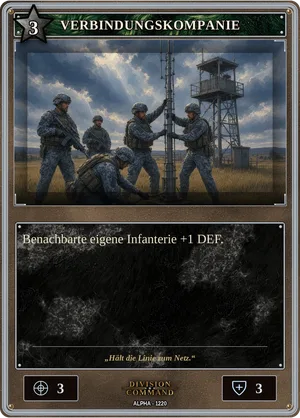 3
VERBINDUNGSKOMPANIE
Benachbarte eigene Infanterie +1 DEF.
„Hält die Linie zum Netz.“
3
DIVISION
COMMAND
ALPHA · 1220
3